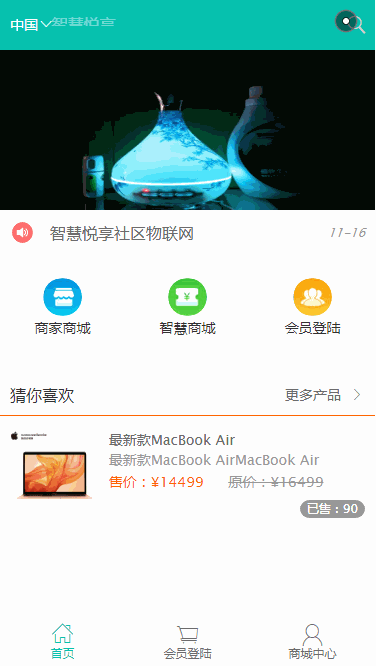 中国
智慧悦享
智慧悦享社区物联网 11-16
商家商城 智慧商城 会员登陆
猜你喜欢 更多产品
最新款MacBook Air
最新款MacBook AirMacBook Air
售价：¥14499 原价：¥16499
已售：90
首页 会员登陆 商城中心